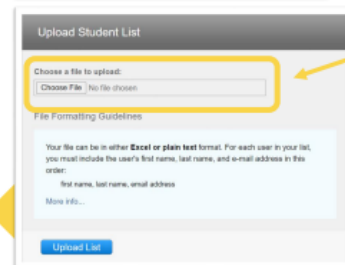 Upload Student List
Choose a file to upload:
Choose File No file chosen
File Formatting Guidelines
Your file can be in either Excel or plain text format. For each user in your list,
you must include the user's first name, last name, and e-mail address in this
order:
first name, last name, email address
More info...
Upload List